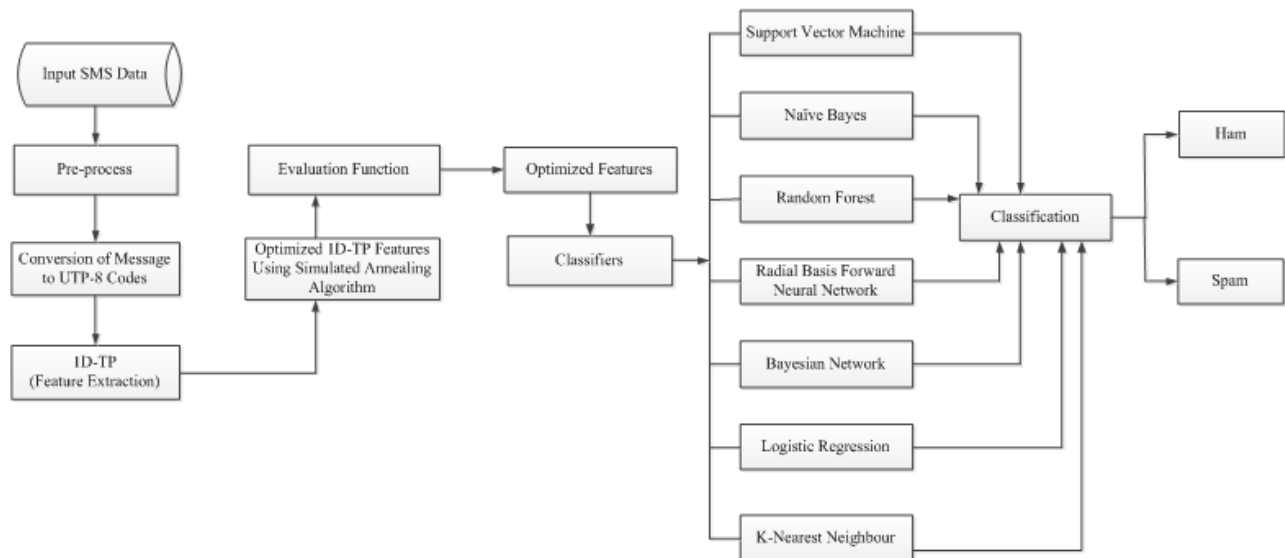 Input SMS Data
Pre-process
Conversion of Message
to UTP-8 Codes
1D-TP
(Feature Extraction)
Optimized 1D-TP Features
Using Simulated Annealing
Algorithm
Evaluation Function
Optimized Features
Classifiers
Support Vector Machine
Naïve Bayes
Random Forest
Radial Basis Forward
Neural Network
Bayesian Network
Logistic Regression
K-Nearest Neighbour
Classification
Ham
Spam